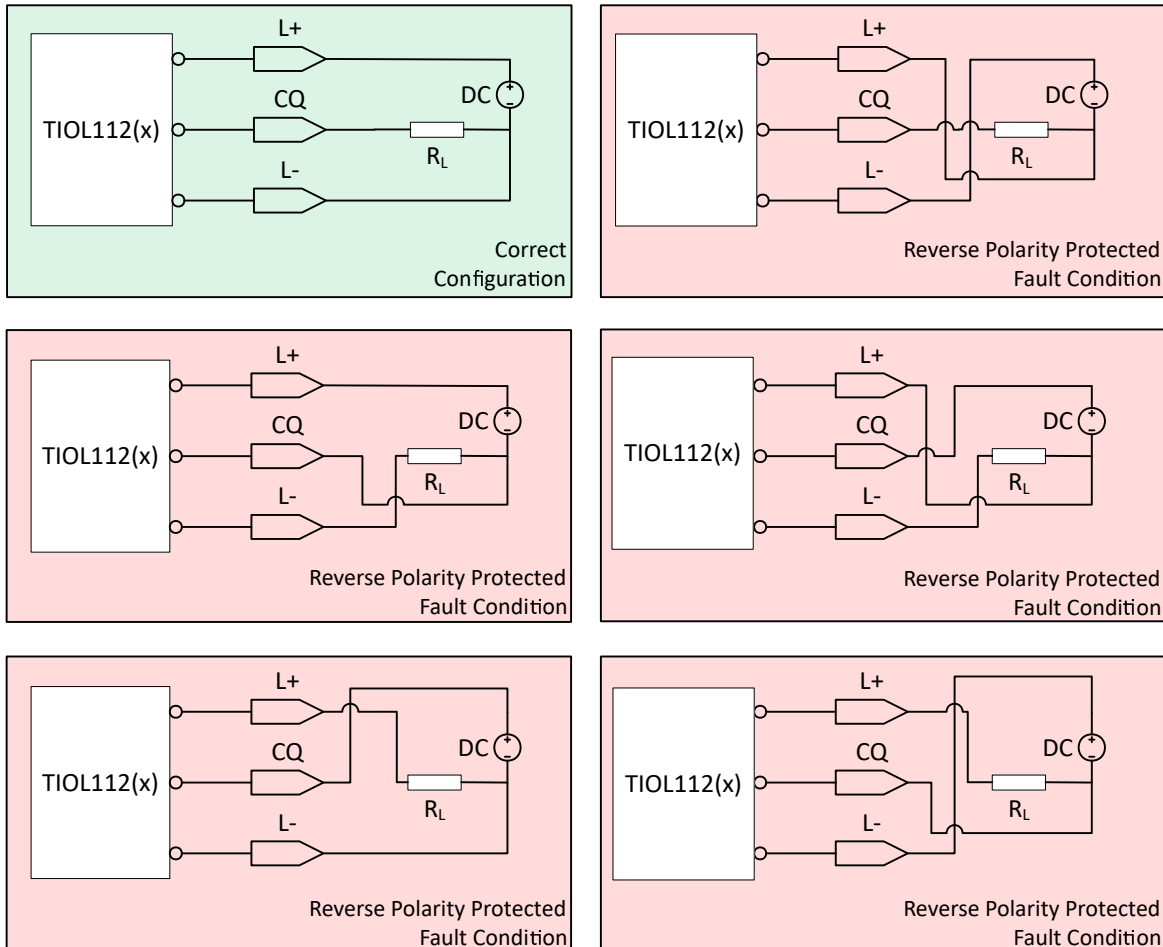 L+
DC
CQ
TIOL112(x)
RL
L-
Correct
Configuration
L+
DC
CQ
TIOL112(x)
RL
L-
Reverse Polarity Protected
Fault Condition
L+
DC
CQ
TIOL112(x)
RL
L-
Reverse Polarity Protected
Fault Condition
L+
DC
CQ
TIOL112(x)
RL
L-
Reverse Polarity Protected
Fault Condition
L+
DC
CQ
TIOL112(x)
RL
L-
Reverse Polarity Protected
Fault Condition
L+
DC
CQ
TIOL112(x)
RL
L-
Reverse Polarity Protected
Fault Condition